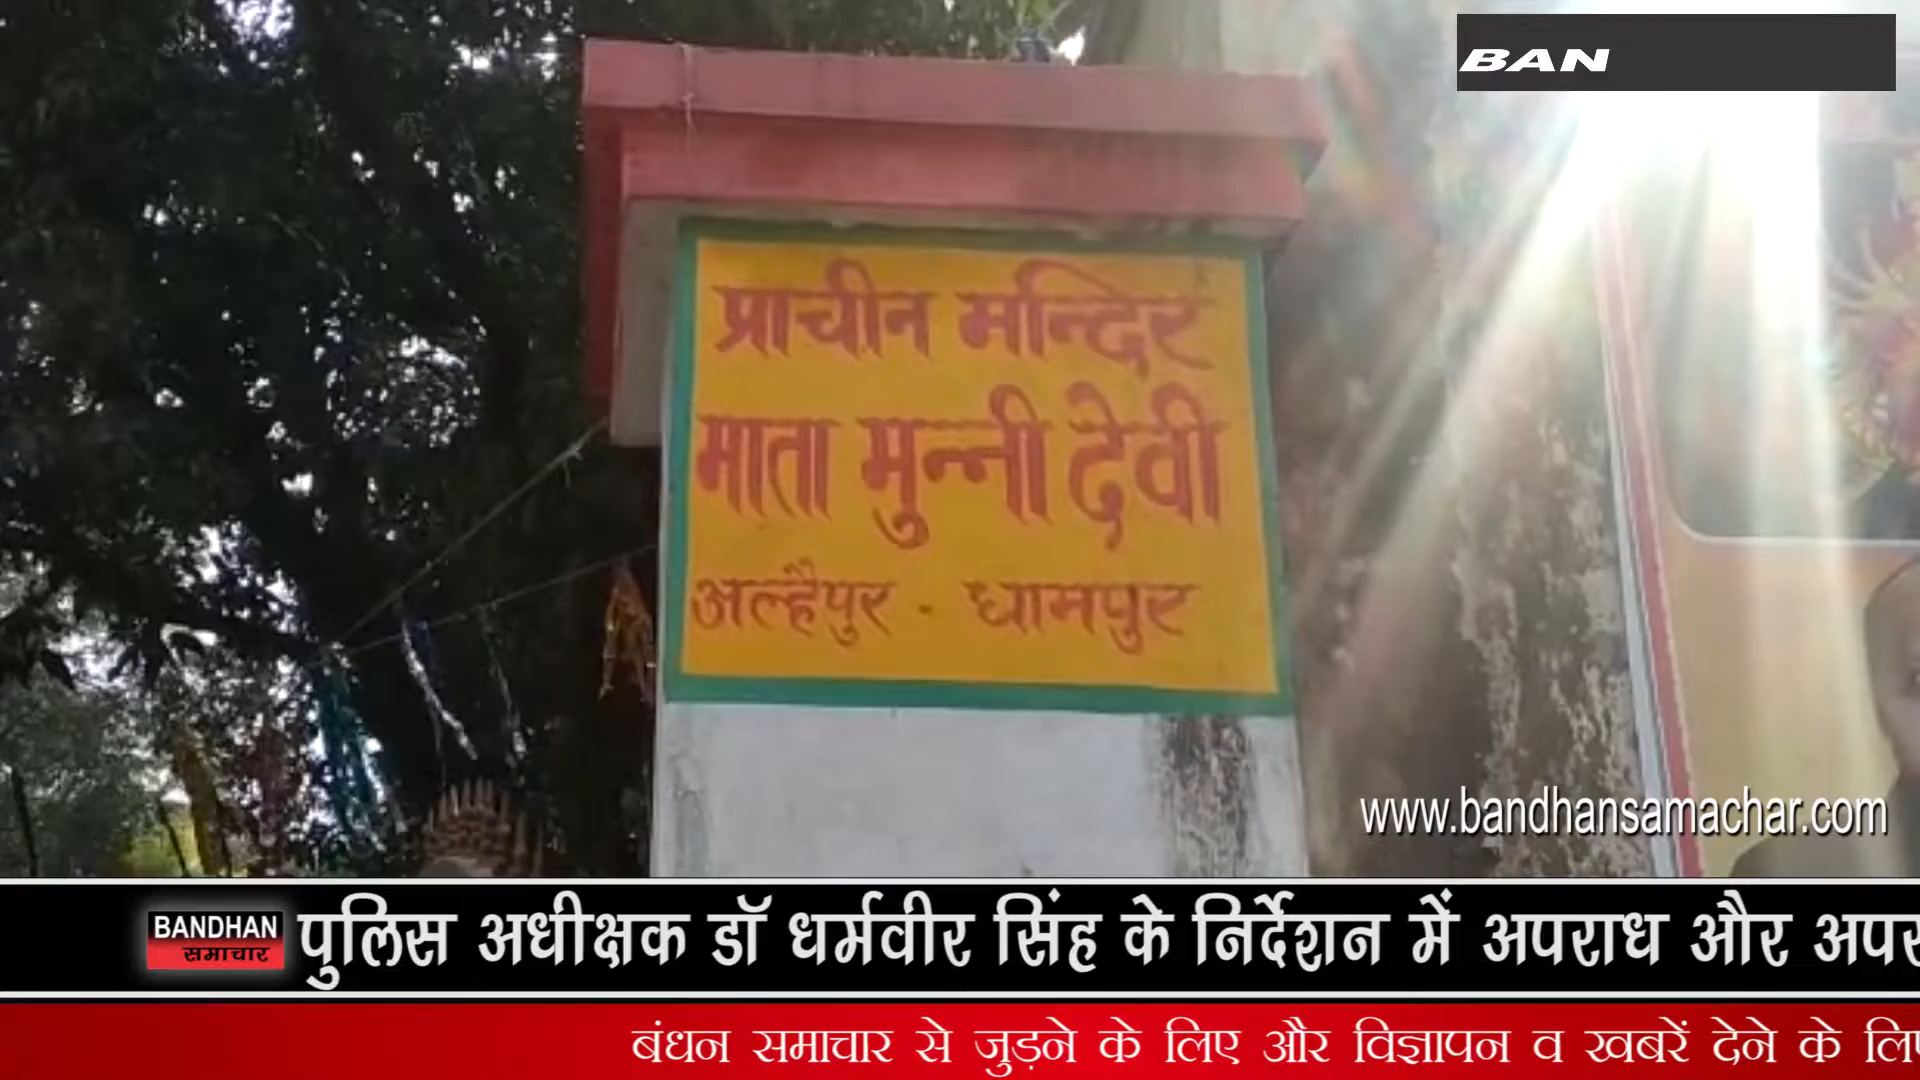 BAN
प्राचीन मन्दिर
माता मुन्नी देवी
अल्हैपुर - धामपुर
www.bandhansamachar.com
BANDHAN
समाचार
पुलिस अधीक्षक डॉ धर्मवीर सिंह के निर्देशन में अपराध और
बंधन समाचार से जुड़ने के लिए और विज्ञापन व खबरें देने के